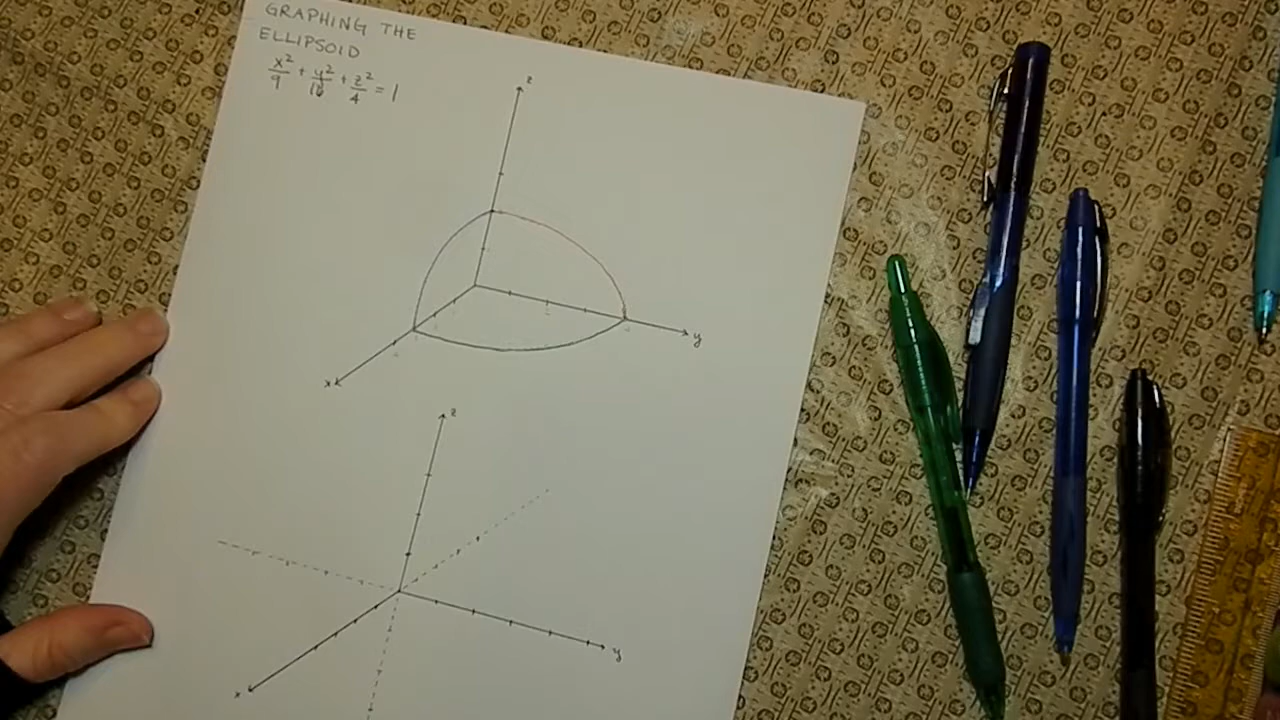 GRAPHING THE
ELLIPSOID
x²/9 + y²/16 + z²/4 = 1
z
y
x
z
y
x